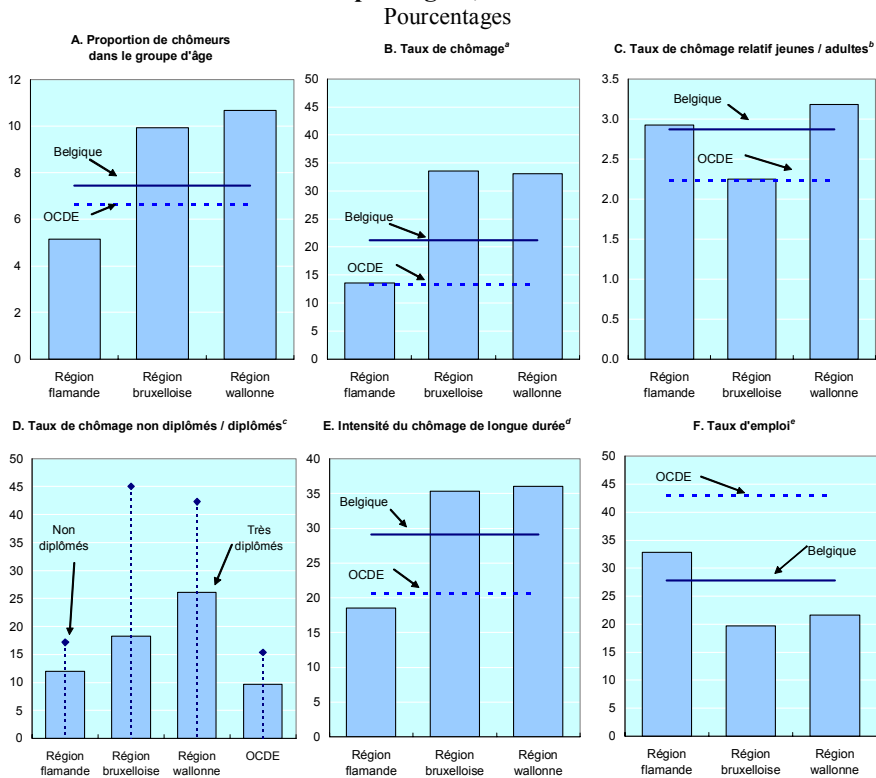 Pourcentages
A. Proportion de chômeurs
dans le groupe d'âge
12
10
8
6
4
2
0
Belgique
OCDE
Région
flamande
Région
bruxelloise
Région
wallonne
B. Taux de chômage a
50
45
40
35
30
25
20
15
10
5
0
Belgique
OCDE
Région
flamande
Région
bruxelloise
Région
wallonne
C. Taux de chômage relatif jeunes / adultes b
3.5
3.0
2.5
2.0
1.5
1.0
0.5
0.0
Belgique
OCDE
Région
flamande
Région
bruxelloise
Région
wallonne
D. Taux de chômage non diplômés / diplômés c
50
45
40
35
30
25
20
15
10
5
0
Non
diplômés
Très
diplômés
Région
flamande
Région
bruxelloise
Région
wallonne
OCDE
E. Intensité du chômage de longue durée d
40
35
30
25
20
15
10
5
0
Belgique
OCDE
Région
flamande
Région
bruxelloise
Région
wallonne
F. Taux d'emploi e
50
45
40
35
30
25
20
15
10
5
0
OCDE
Belgique
Région
flamande
Région
bruxelloise
Région
wallonne